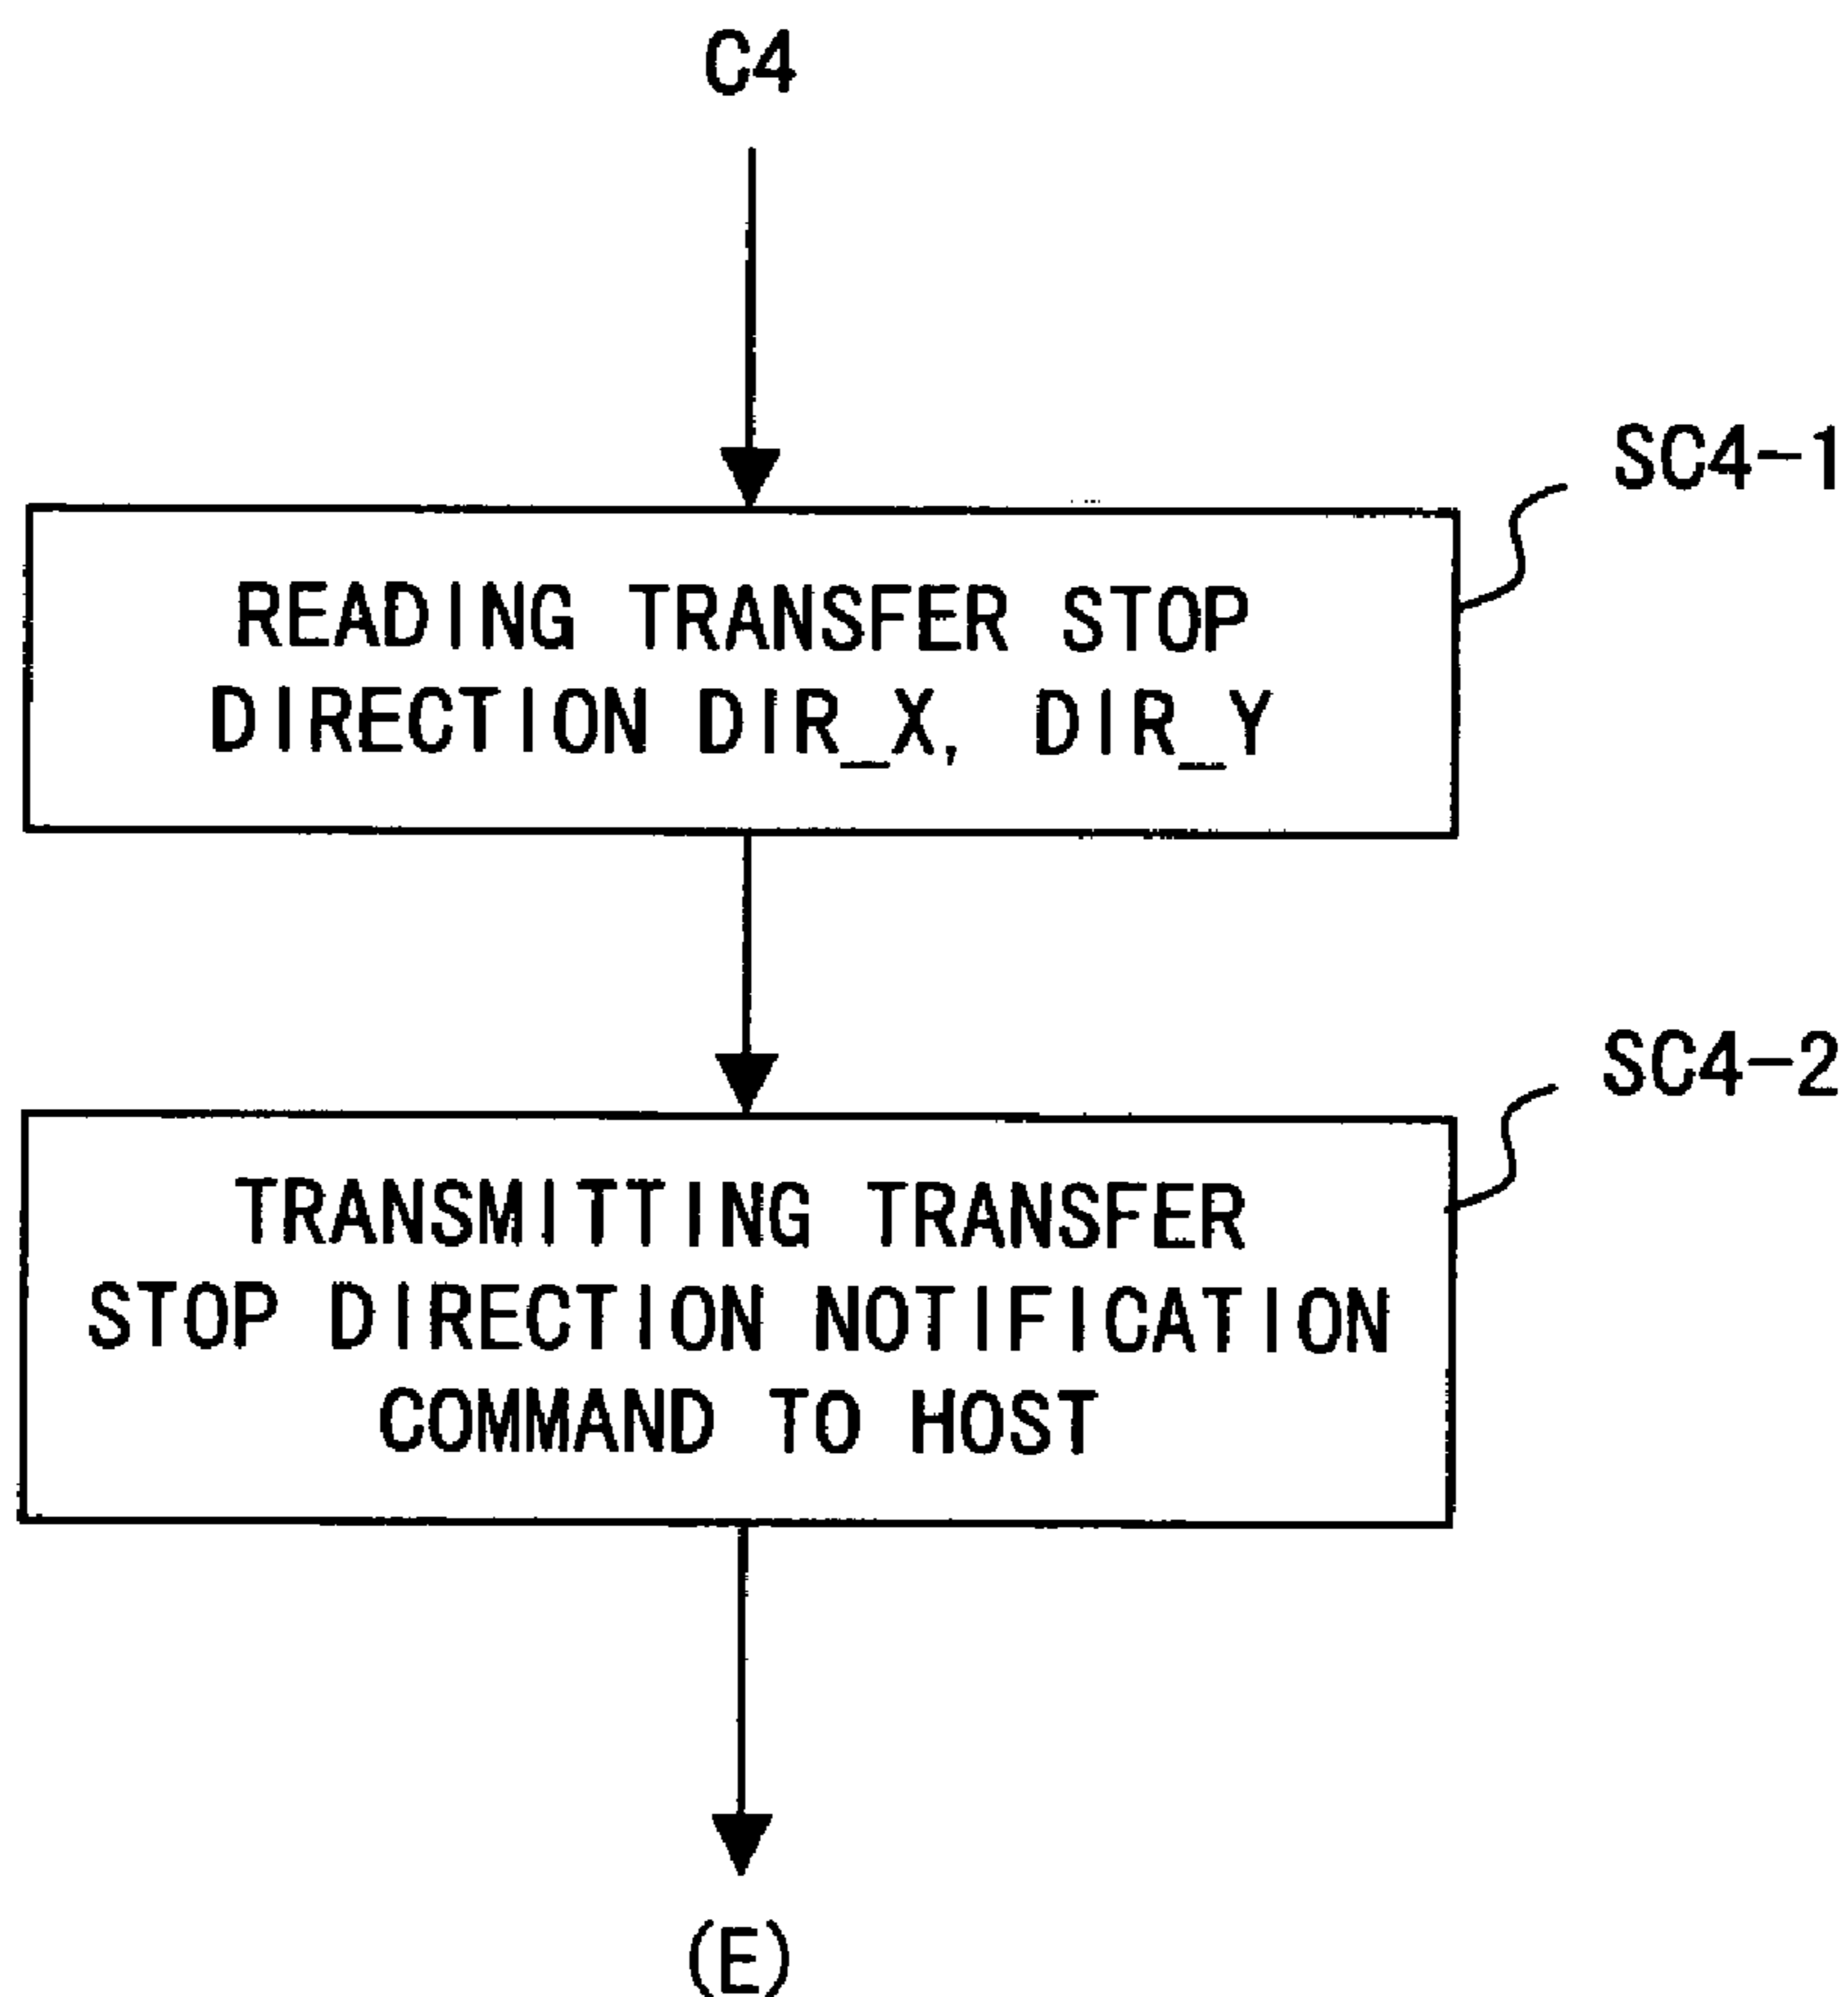 C4
SC4-1
READING TRANSFER STOP
DIRECTION DIR_X, DIR_Y
SC4-2
TRANSMITTING TRANSFER
STOP DIRECTION NOTIFICATION
COMMAND TO HOST
(E)